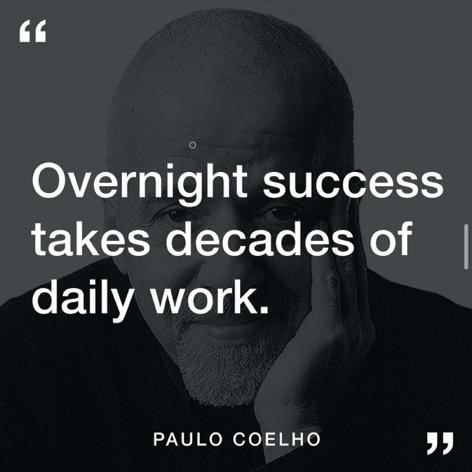 “
Overnight success
takes decades of
daily work.
PAULO COELHO
”